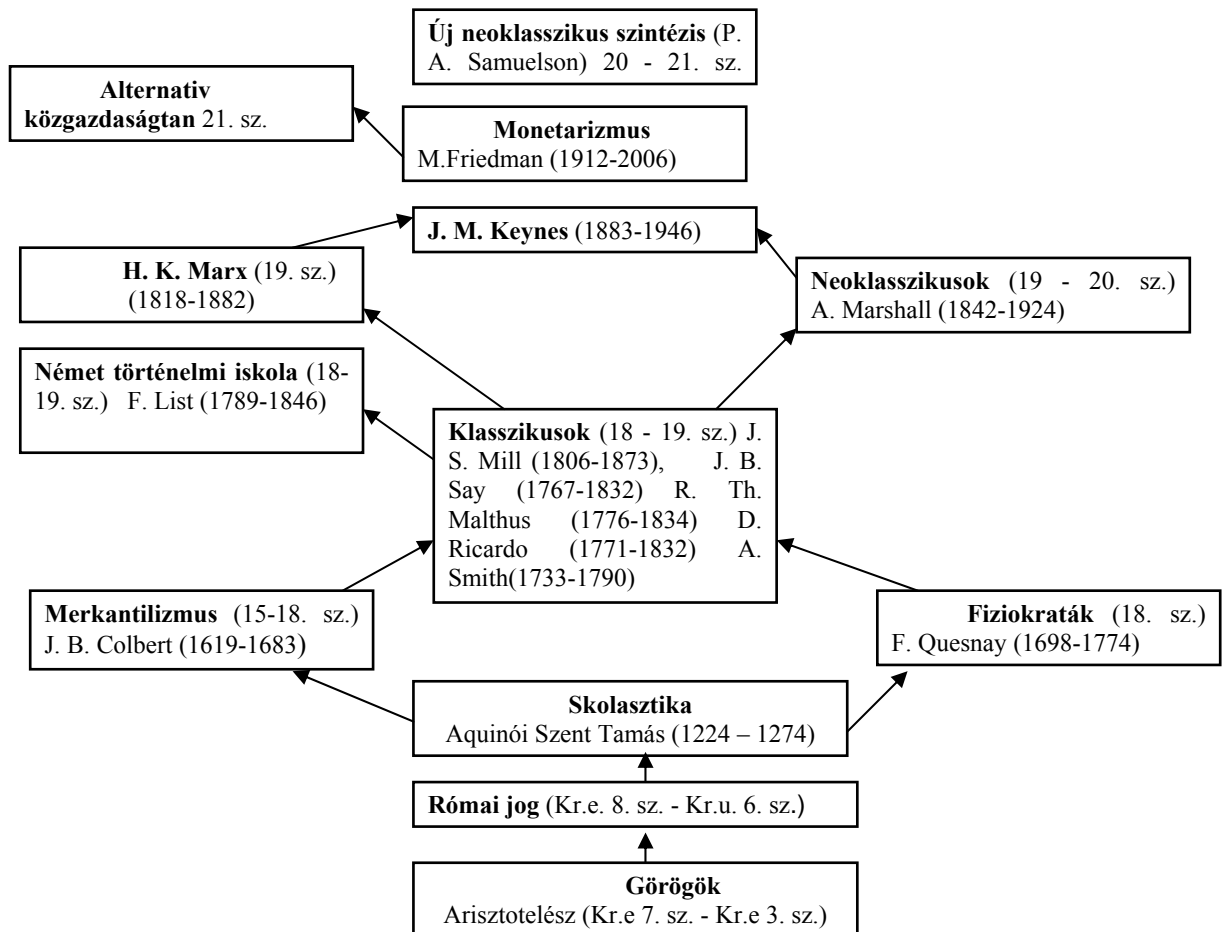 Új neoklasszikus szintézis (P.
A. Samuelson) 20 - 21. sz.
Alternativ
közgazdaságtan 21. sz.
Monetarizmus
M.Friedman (1912-2006)
J. M. Keynes (1883-1946)
H. K. Marx (19. sz.)
(1818-1882)
Neoklasszikusok (19 - 20. sz.)
A. Marshall (1842-1924)
Német történelmi iskola (18-
19. sz.) F. List (1789-1846)
Klasszikusok (18 - 19. sz.) J.
S. Mill (1806-1873), J. B.
Say (1767-1832) R. Th.
Malthus (1776-1834) D.
Ricardo (1771-1832) A.
Smith(1733-1790)
Merkantilizmus (15-18. sz.)
J. B. Colbert (1619-1683)
Fiziokraták (18. sz.)
F. Quesnay (1698-1774)
Skolasztika
Aquinói Szent Tamás (1224 – 1274)
Római jog (Kr.e. 8. sz. - Kr.u. 6. sz.)
Görögök
Arisztotelész (Kr.e 7. sz. - Kr.e 3. sz.)